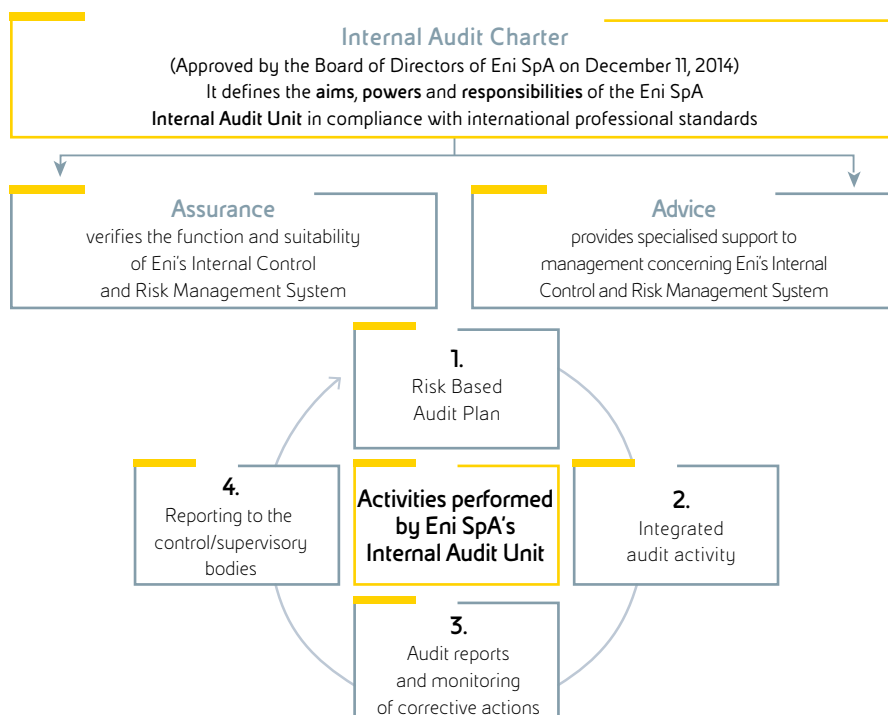 Internal Audit Charter
(Approved by the Board of Directors of Eni SpA on December 11, 2014)
It defines the aims, powers and responsibilities of the Eni SpA
Internal Audit Unit in compliance with international professional standards
Assurance
verifies the function and suitability
of Eni's Internal Control
and Risk Management System
Advice
provides specialised support to
management concerning Eni's Internal
Control and Risk Management System
1.
Risk Based
Audit Plan
4.
Reporting to the
control/supervisory
bodies
Activities performed
by Eni SpA's
Internal Audit Unit
2.
Integrated
audit activity
3.
Audit reports
and monitoring
of corrective actions